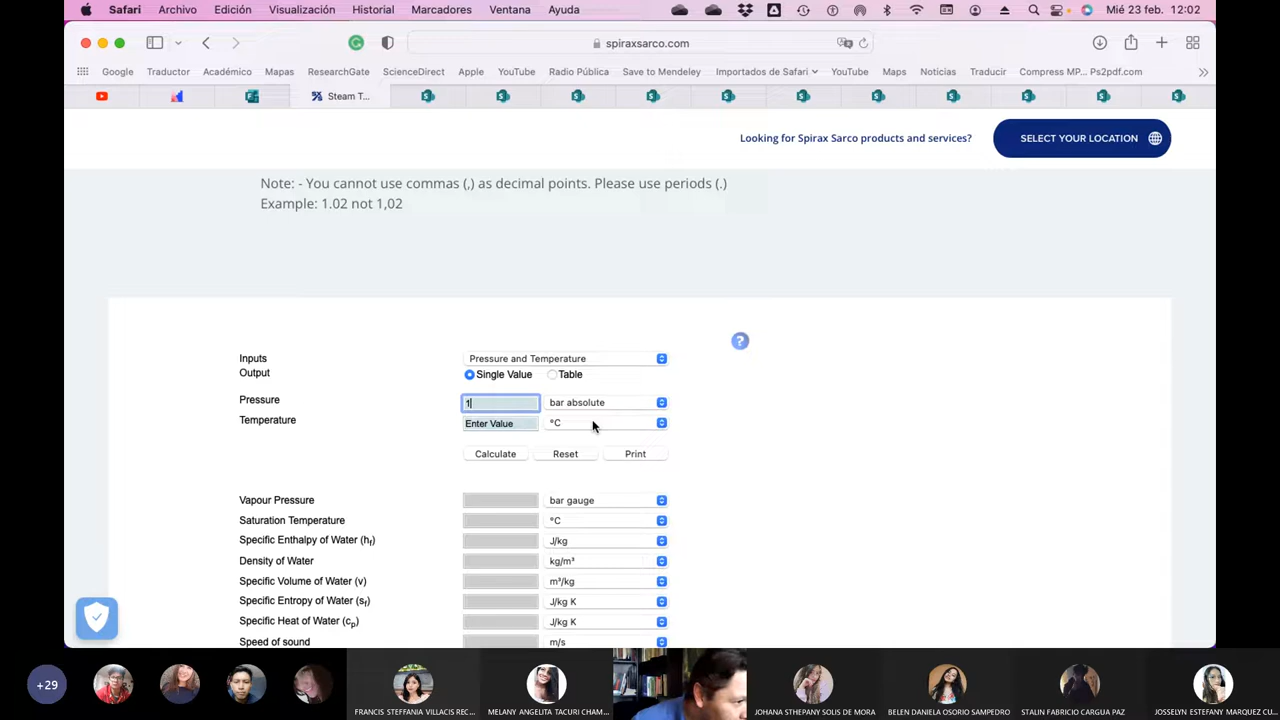 Safari Archivo Edición Visualización Historial Marcadores Ventana Ayuda Mié 23 feb. 12:02
spiraxsarco.com
Google Traductor Académico Mapas ResearchGate ScienceDirect Apple YouTube Radio Pública Save to Mendeley Importados de Safari YouTube Maps Noticias Traducir Compress MP... Ps2pdf.com
Steam T...
Looking for Spirax Sarco products and services? SELECT YOUR LOCATION
Note: - You cannot use commas (,) as decimal points. Please use periods (.)
Example: 1.02 not 1,02
Inputs Pressure and Temperature
?
Output Single Value Table
Pressure 1 bar absolute
Temperature Enter Value °C
Calculate Reset Print
Vapour Pressure bar gauge
Saturation Temperature °C
Specific Enthalpy of Water (hf) J/kg
Density of Water kg/m³
Specific Volume of Water (v) m³/kg
Specific Entropy of Water (sf) J/kg K
Specific Heat of Water (cp) J/kg K
Speed of sound m/s
+29
FRANCIS STEFFANIA VILLACIS REC... MELANY ANGELITA TACURI CHAM... JOHANA STHEPANY SOLIS DE MORA BELEN DANIELA OSORIO SAMPEDRO STALIN FABRICIO CARGUA PAZ JOSSELYN ESTEFANY MARQUEZ CU...